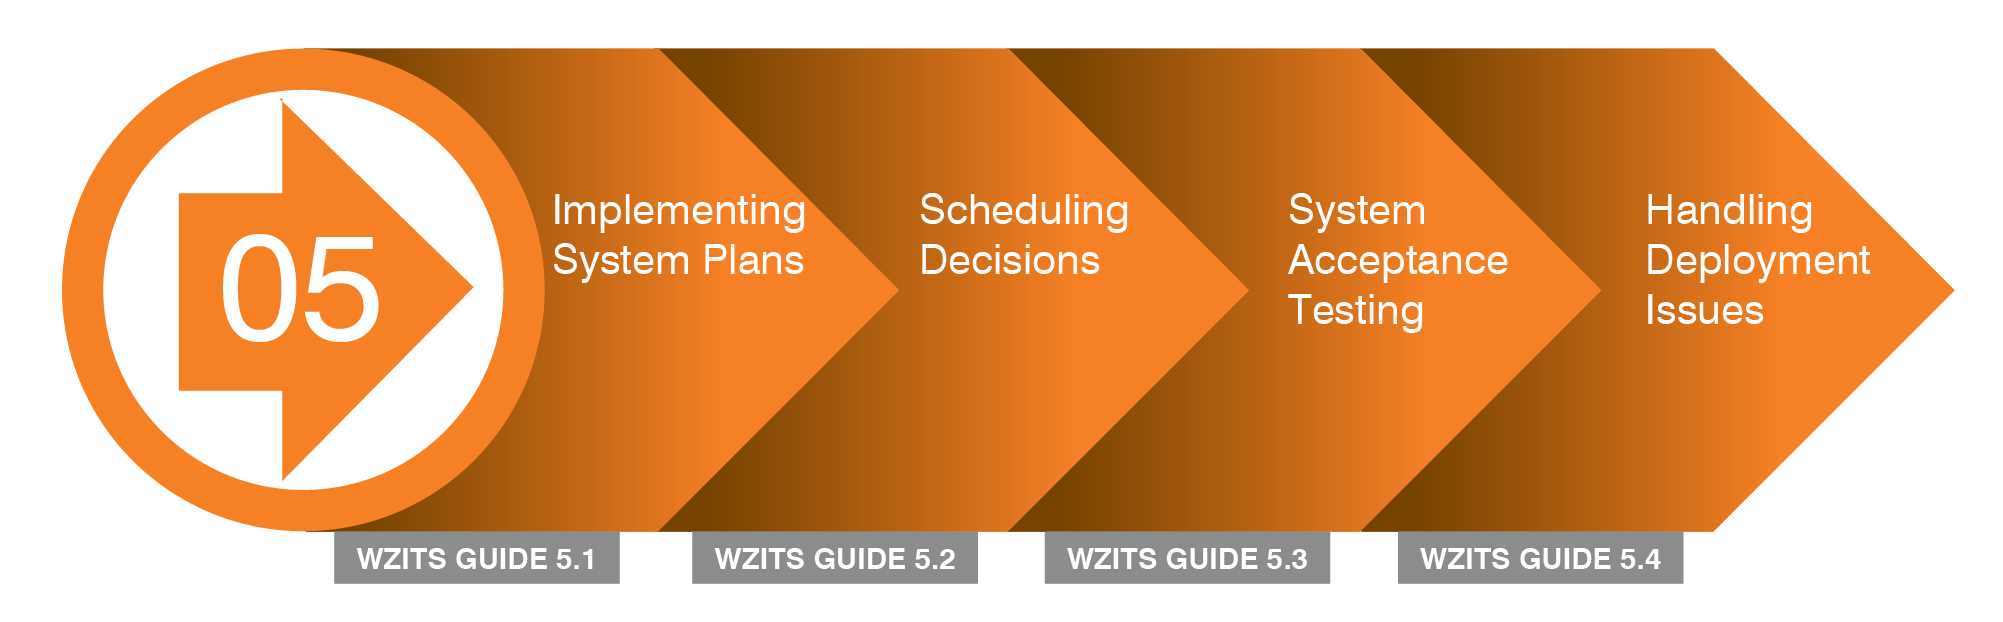 05
Implementing
System Plans
Scheduling
Decisions
System
Acceptance
Testing
Handling
Deployment
Issues
WZITS GUIDE 5.1
WZITS GUIDE 5.2
WZITS GUIDE 5.3
WZITS GUIDE 5.4